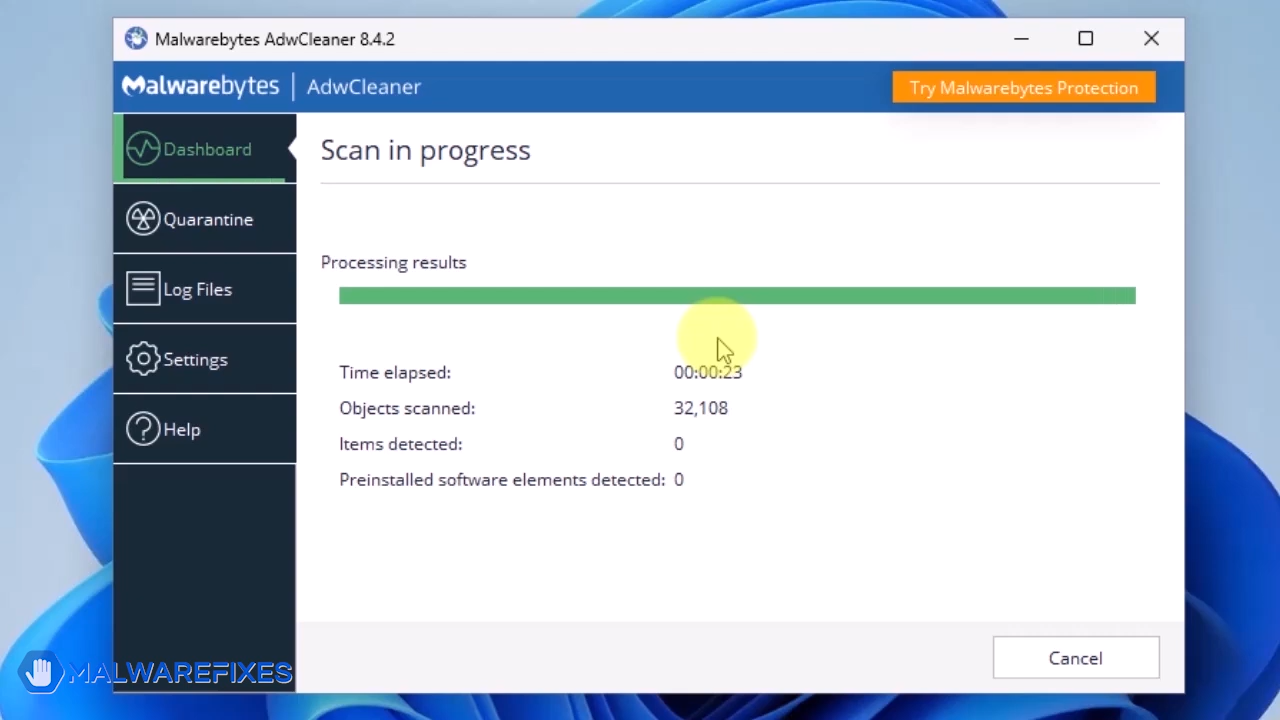 Malwarebytes AdwCleaner 8.4.2
Malwarebytes | AdwCleaner
Try Malwarebytes Protection
Dashboard
Quarantine
Log Files
Settings
Help
Scan in progress
Processing results
Time elapsed: 00:00:23
Objects scanned: 32,108
Items detected: 0
Preinstalled software elements detected: 0
Cancel
MALWAREFIXES